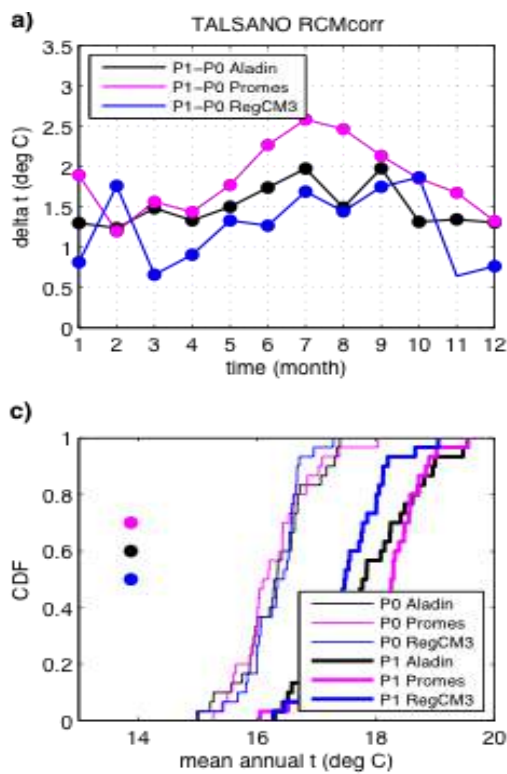 a)
TALSANO RCMcorr
3.5
3
2.5
2
1.5
1
0.5
0
delta t (deg C)
P1-P0 Aladin
P1-P0 Promes
P1-P0 RegCM3
1 2 3 4 5 6 7 8 9 10 11 12
time (month)
c)
1
0.8
0.6
0.4
0.2
0
CDF
P0 Aladin
P0 Promes
P0 RegCM3
P1 Aladin
P1 Promes
P1 RegCM3
14 16 18 20
mean annual t (deg C)